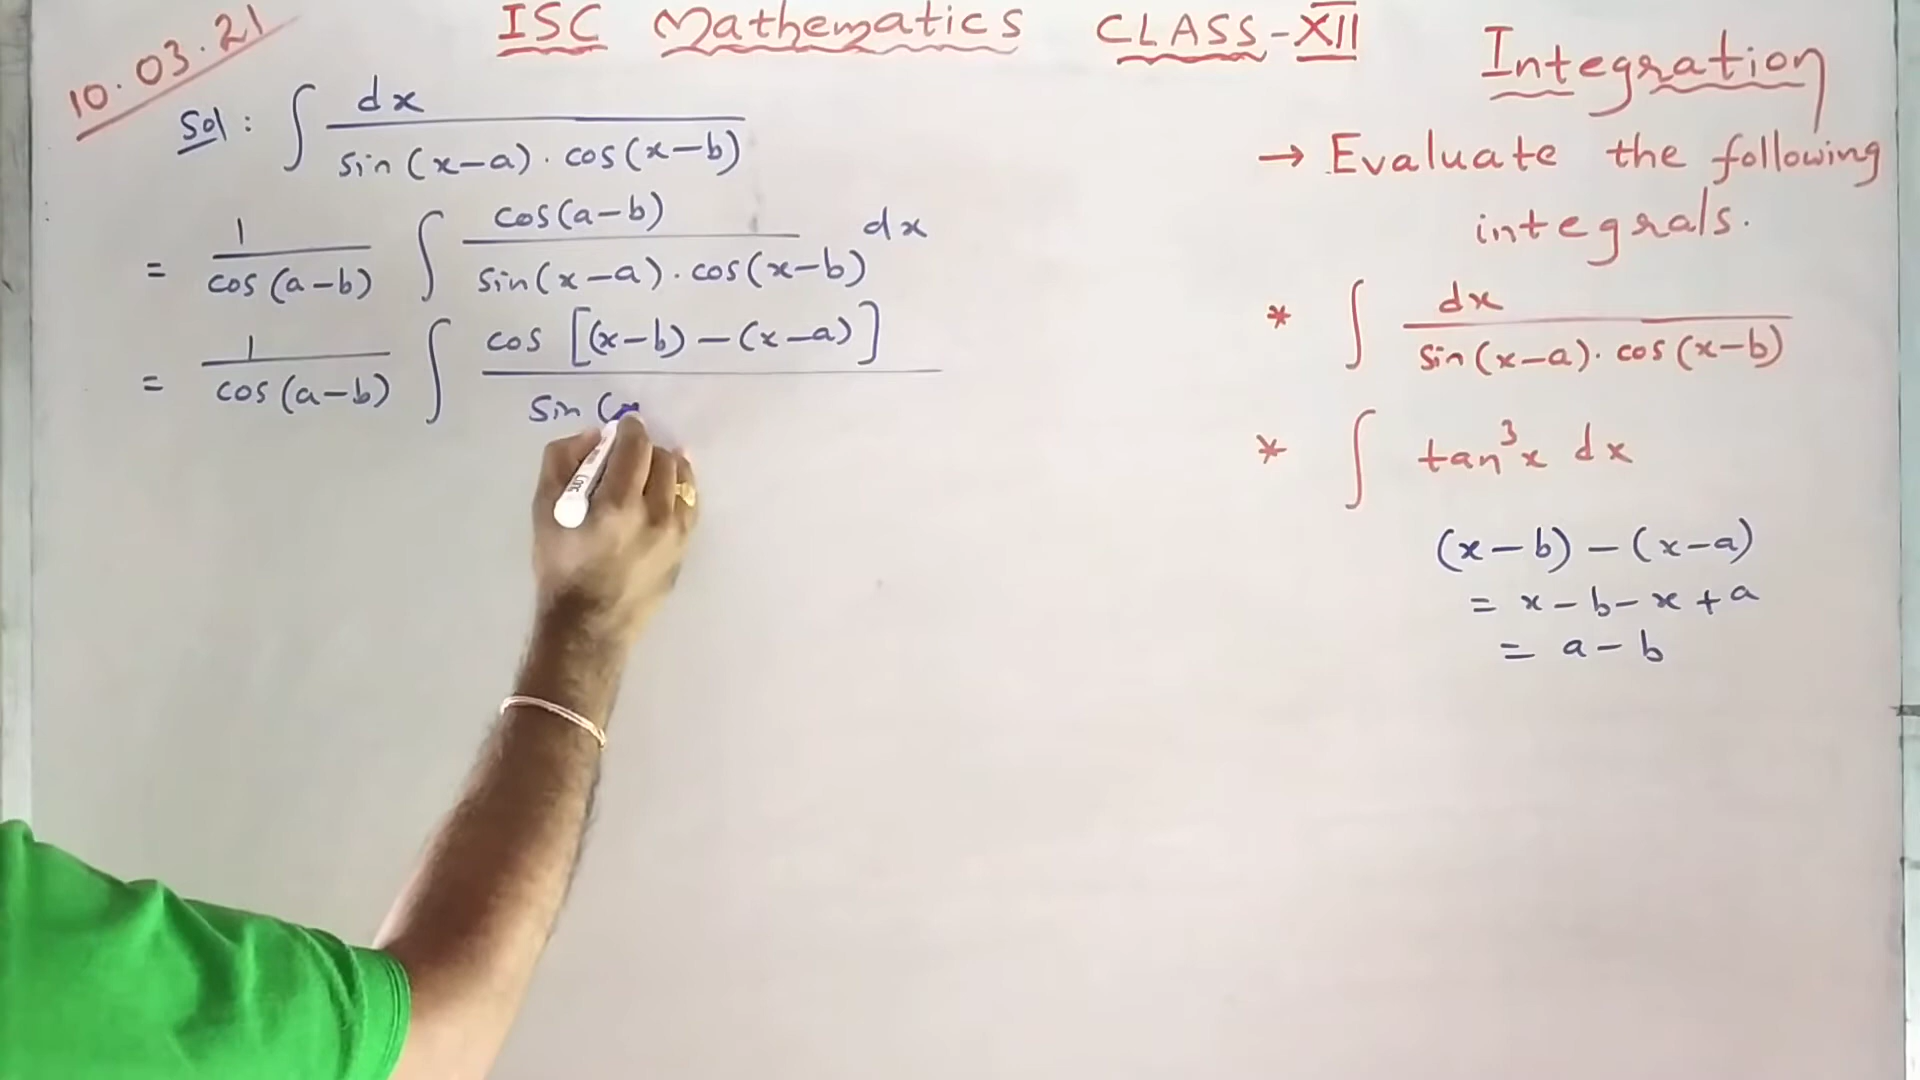 10.03.21
ISC Mathematics CLASS-XII
Integration
Sol : ∫ dx / sin(x-a).cos(x-b)
= 1/cos(a-b) ∫ cos(a-b) / sin(x-a).cos(x-b) dx
= 1/cos(a-b) ∫ cos [(x-b)-(x-a)] / sin (x
→ Evaluate the following
integrals.
* ∫ dx / sin(x-a).cos(x-b)
* ∫ tan³x dx
(x-b)-(x-a)
= x-b-x+a
= a-b